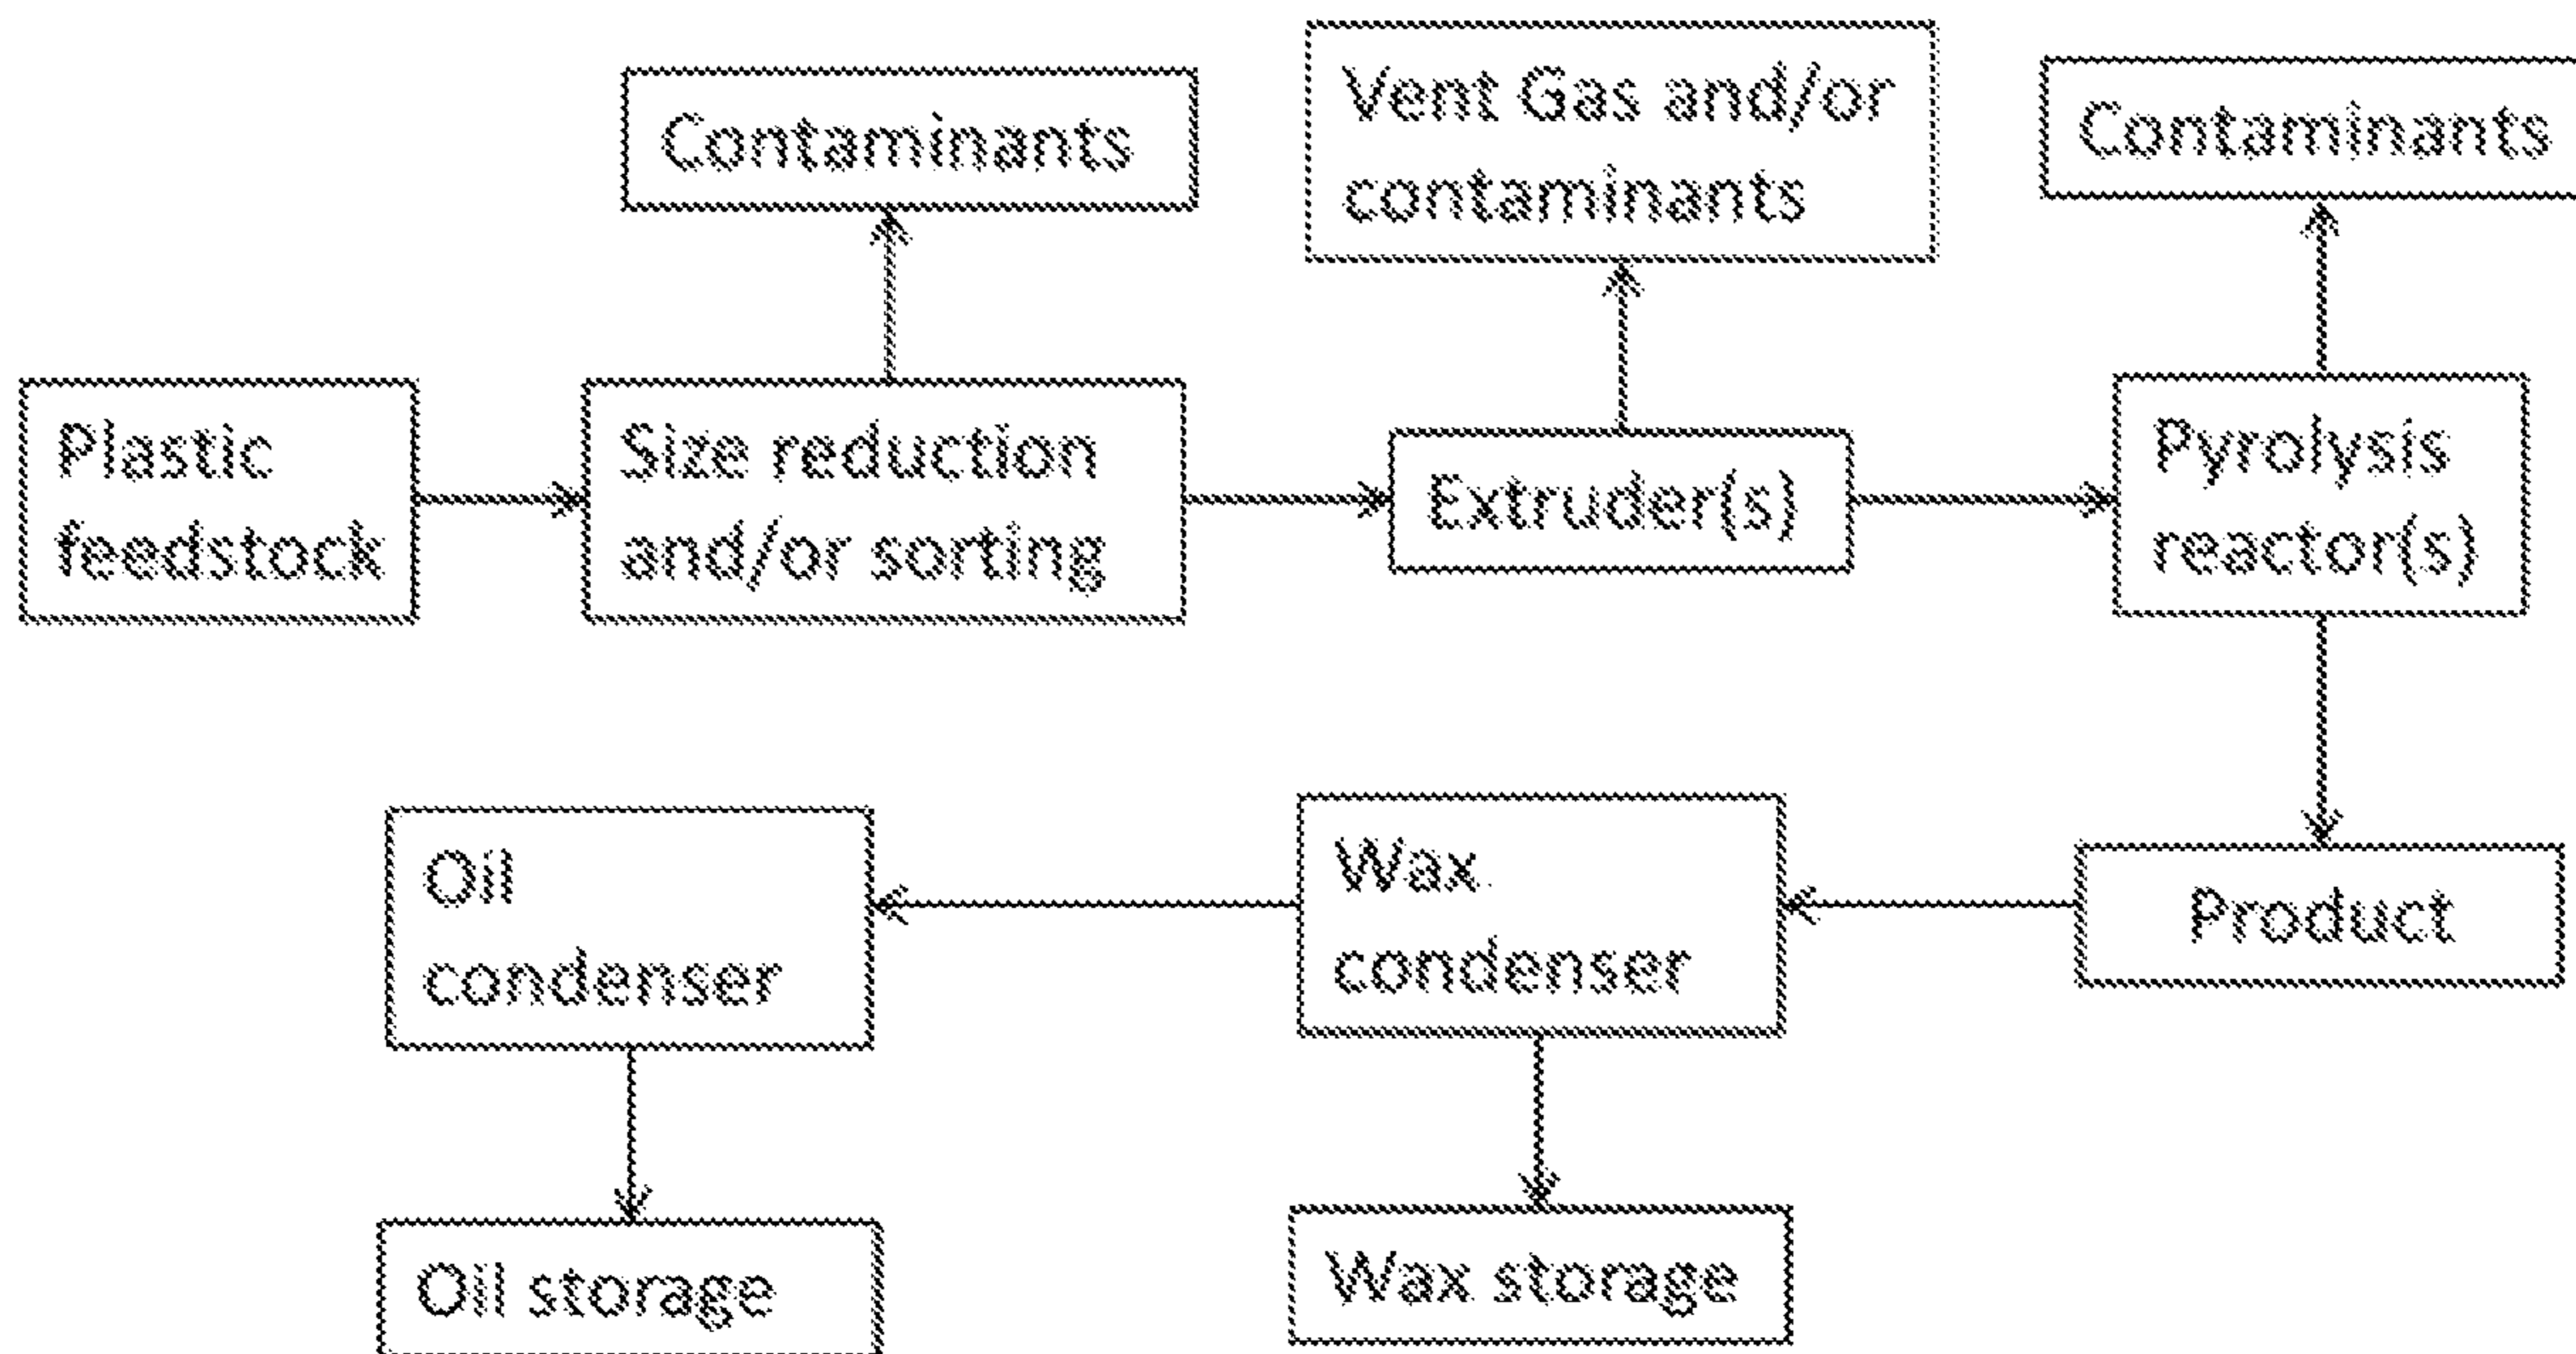 Contaminants
Vent Gas and/or
contaminants
Contaminants
Plastic
feedstock
Size reduction
and/or sorting
Extruder(s)
Pyrolysis
reactor(s)
Oil
condenser
Wax
condenser
Product
Oil storage
Wax storage